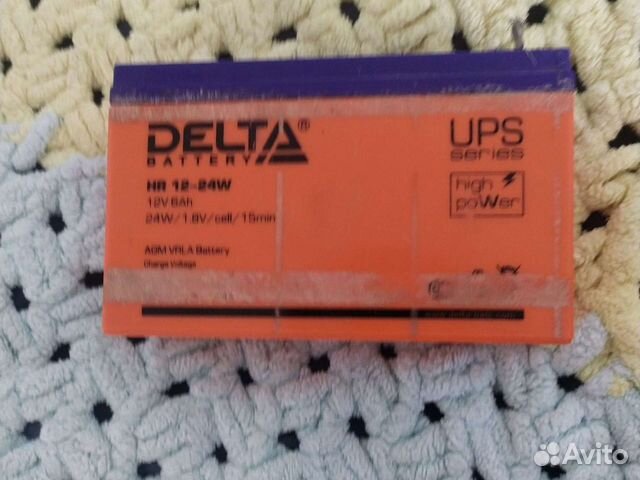 DELTA®
BATTERY
UPS
series
HR 12-24W
12V 6Ah
24W/1.8V/cell/15min
high
poWer
AGM VRLA Battery
Charge Voltage
Avito